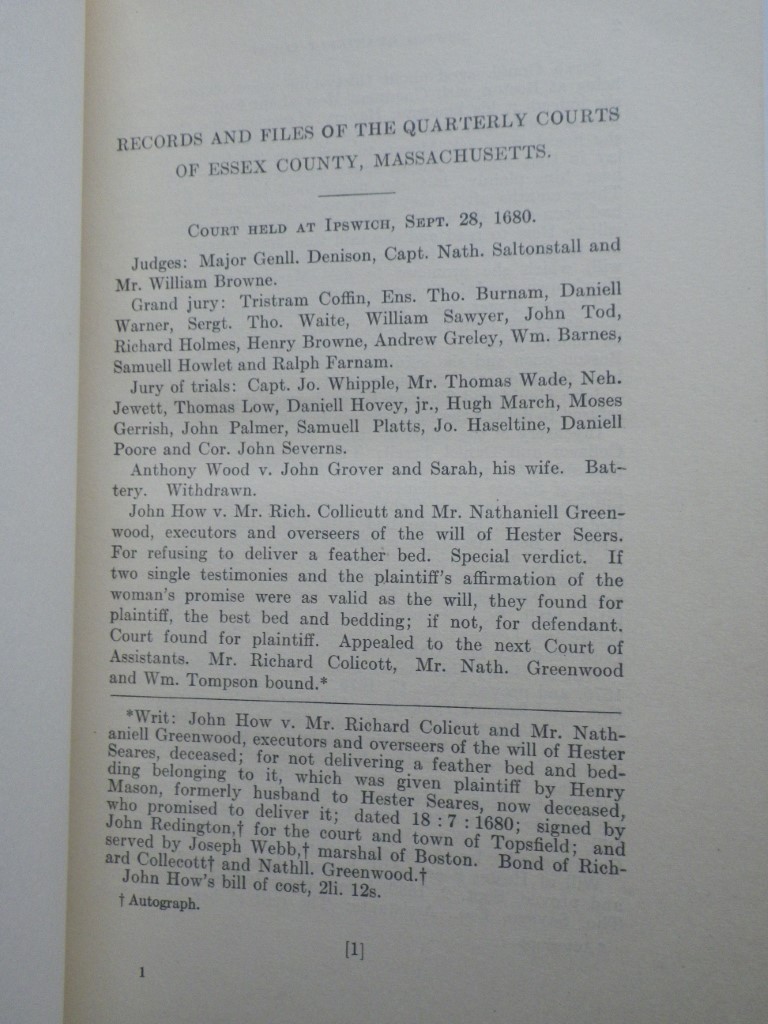 RECORDS AND FILES OF THE QUARTERLY COURTS
OF ESSEX COUNTY, MASSACHUSETTS.
COURT HELD AT IPSWICH, SEPT. 28, 1680.
Judges: Major Genll. Denison, Capt. Nath. Saltonstall and
Mr. William Browne.
Grand jury: Tristram Coffin, Ens. Tho. Burnam, Daniell
Warner, Sergt. Tho. Waite, William Sawyer, John Tod,
Richard Holmes, Henry Browne, Andrew Greley, Wm. Barnes,
Samuell Howlet and Ralph Farnam.
Jury of trials: Capt. Jo. Whipple, Mr. Thomas Wade, Neh.
Jewett, Thomas Low, Daniell Hovey, jr., Hugh March, Moses
Gerrish, John Palmer, Samuell Platts, Jo. Haseltine, Daniell
Poore and Cor. John Severns.
Anthony Wood v. John Grover and Sarah, his wife. Bat-
tery. Withdrawn.
John How v. Mr. Rich. Collicutt and Mr. Nathaniell Green-
wood, executors and overseers of the will of Hester Seers.
For refusing to deliver a feather bed. Special verdict. If
two single testimonies and the plaintiff's affirmation of the
woman's promise were as valid as the will, they found for
plaintiff, the best bed and bedding; if not, for defendant.
Court found for plaintiff. Appealed to the next Court of
Assistants. Mr. Richard Colicott, Mr. Nath. Greenwood
and Wm. Tompson bound.*
*Writ: John How v. Mr. Richard Colicut and Mr. Nath-
aniell Greenwood, executors and overseers of the will of Hester
Seares, deceased; for not delivering a feather bed and bed-
ding belonging to it, which was given plaintiff by Henry
Mason, formerly husband to Hester Seares, now deceased,
who promised to deliver it; dated 18 : 7 : 1680; signed by
John Redington,† for the court and town of Topsfield; and
served by Joseph Webb,† marshal of Boston. Bond of Rich-
ard Collecott† and Nathll. Greenwood.†
John How's bill of cost, 2li. 12s.
† Autograph.
[1]
1